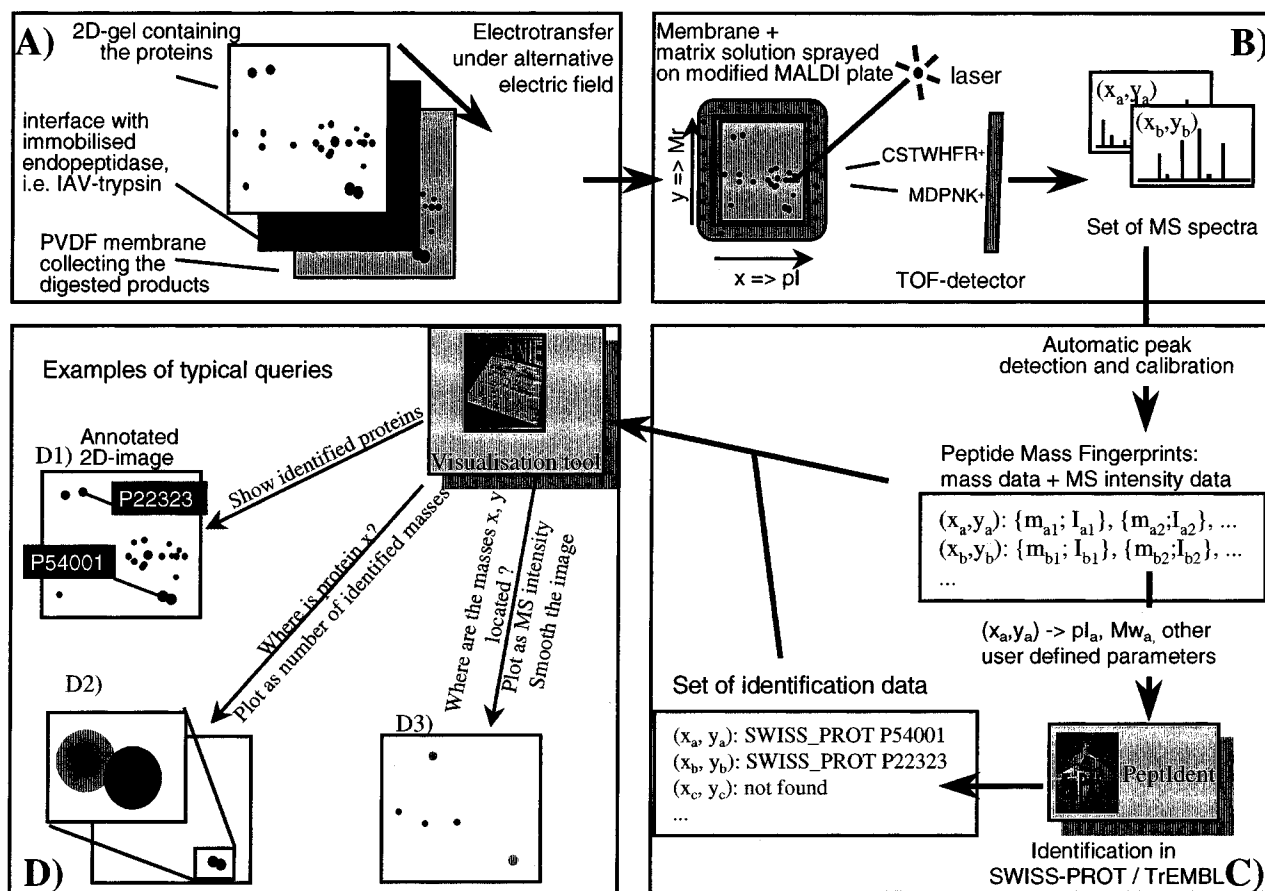 A)
2D-gel containing
the proteins
Electrotransfer
under alternative
electric field
interface with
immobilised
endopeptidase,
i.e. IAV-trypsin
PVDF membrane
collecting the
digested products
B)
Membrane +
matrix solution sprayed
on modified MALDI plate
laser
y => Mr
x => pI
CSTWHFR+
MDPNK+
TOF-detector
(xa,ya)
(xb,yb)
Set of MS spectra
Automatic peak
detection and calibration
Peptide Mass Fingerprints:
mass data + MS intensity data
(xa,ya): {ma1; Ia1}, {ma2;Ia2}, ...
(xb,yb): {mb1; Ib1}, {mb2;Ib2}, ...
...
(xa,ya) -> pIa, Mwa, other
user defined parameters
PeptIdent
Identification in
SWISS-PROT / TrEMBL
C)
Set of identification data
(xa, ya): SWISS_PROT P54001
(xb, yb): SWISS_PROT P22323
(xc, yc): not found
...
Examples of typical queries
Visualisation tool
Show identified proteins
D1)
Annotated
2D-image
P22323
P54001
Where is protein x?
Plot as number of identified masses
D2)
Where are the masses x, y
located ?
Plot as MS intensity
Smooth the image
D3)
D)